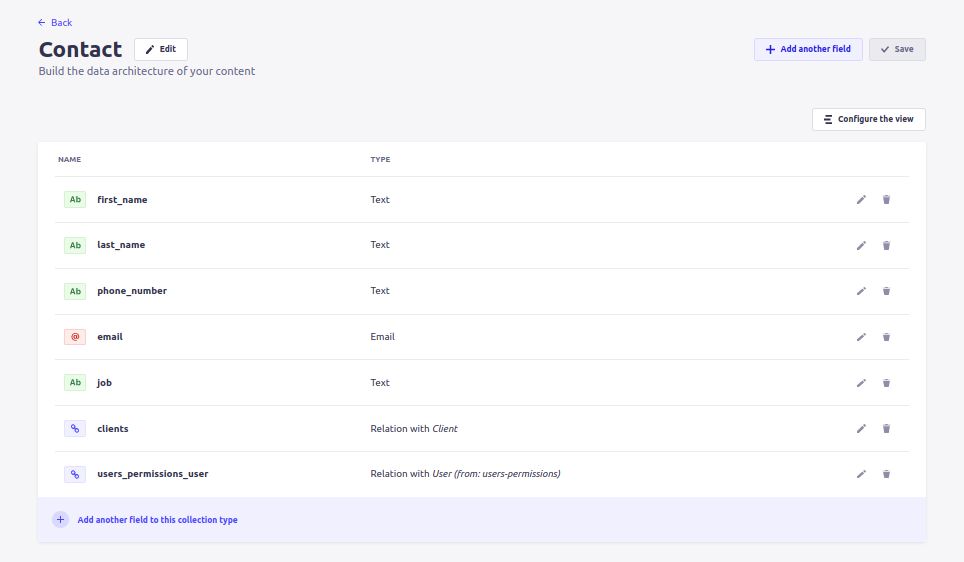 ← Back
Contact Edit + Add another field Save
Build the data architecture of your content
Configure the view
NAME TYPE
Ab first_name Text
Ab last_name Text
Ab phone_number Text
@ email Email
Ab job Text
clients Relation with Client
users_permissions_user Relation with User (from: users-permissions)
+ Add another field to this collection type